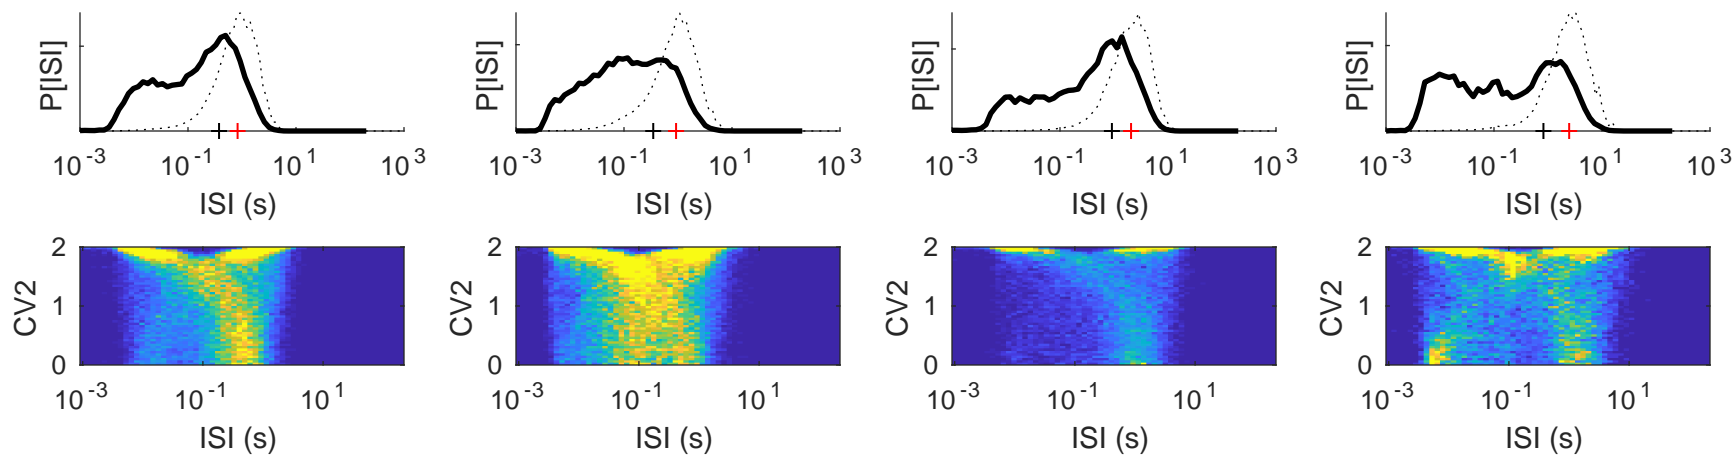 P[ISI] P[ISI] P[ISI] P[ISI]
10^-3 10^-1 10^1 10^3 10^-3 10^-1 10^1 10^3 10^-3 10^-1 10^1 10^3 10^-3 10^-1 10^1 10^3
ISI (s) ISI (s) ISI (s) ISI (s)
2 2 2 2
CV2 CV2 CV2 CV2
1 1 1 1
0 0 0 0
10^-3 10^-1 10^1 10^-3 10^-1 10^1 10^-3 10^-1 10^1 10^-3 10^-1 10^1
ISI (s) ISI (s) ISI (s) ISI (s)